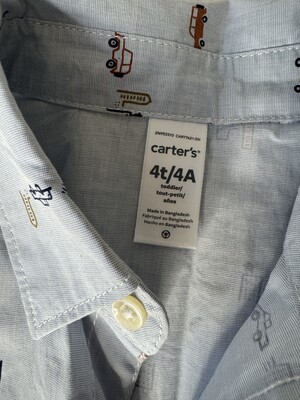 carter's®
4t/4A
toddler/
tout-petit/
años
Made in Bangladesh
Fabriqué au Bangladesh
Hecho en Bangladesh